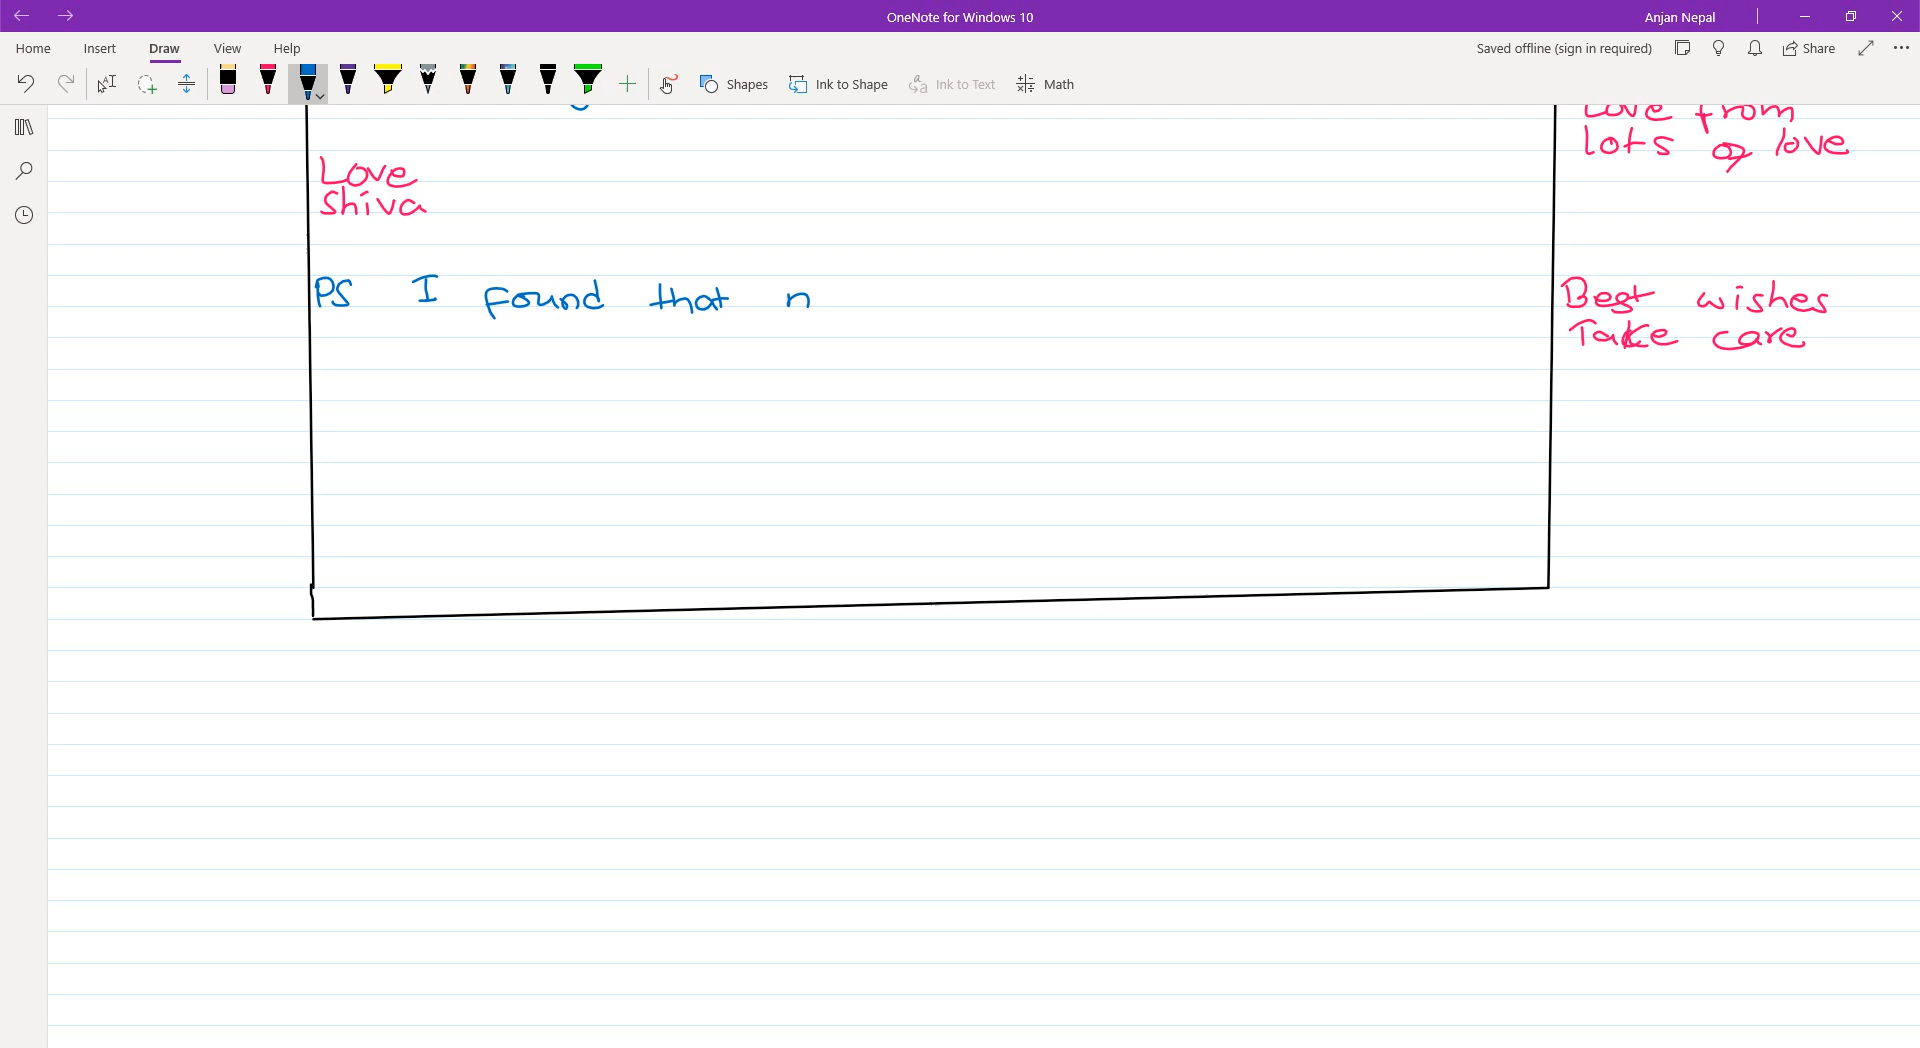 OneNote for Windows 10
Anjan Nepal
Home Insert Draw View Help
Saved offline (sign in required)
Share
Shapes
Ink to Shape
Ink to Text
Math
Love from
lots of love
Love
Shiva
PS I found that n
Best wishes
Take care